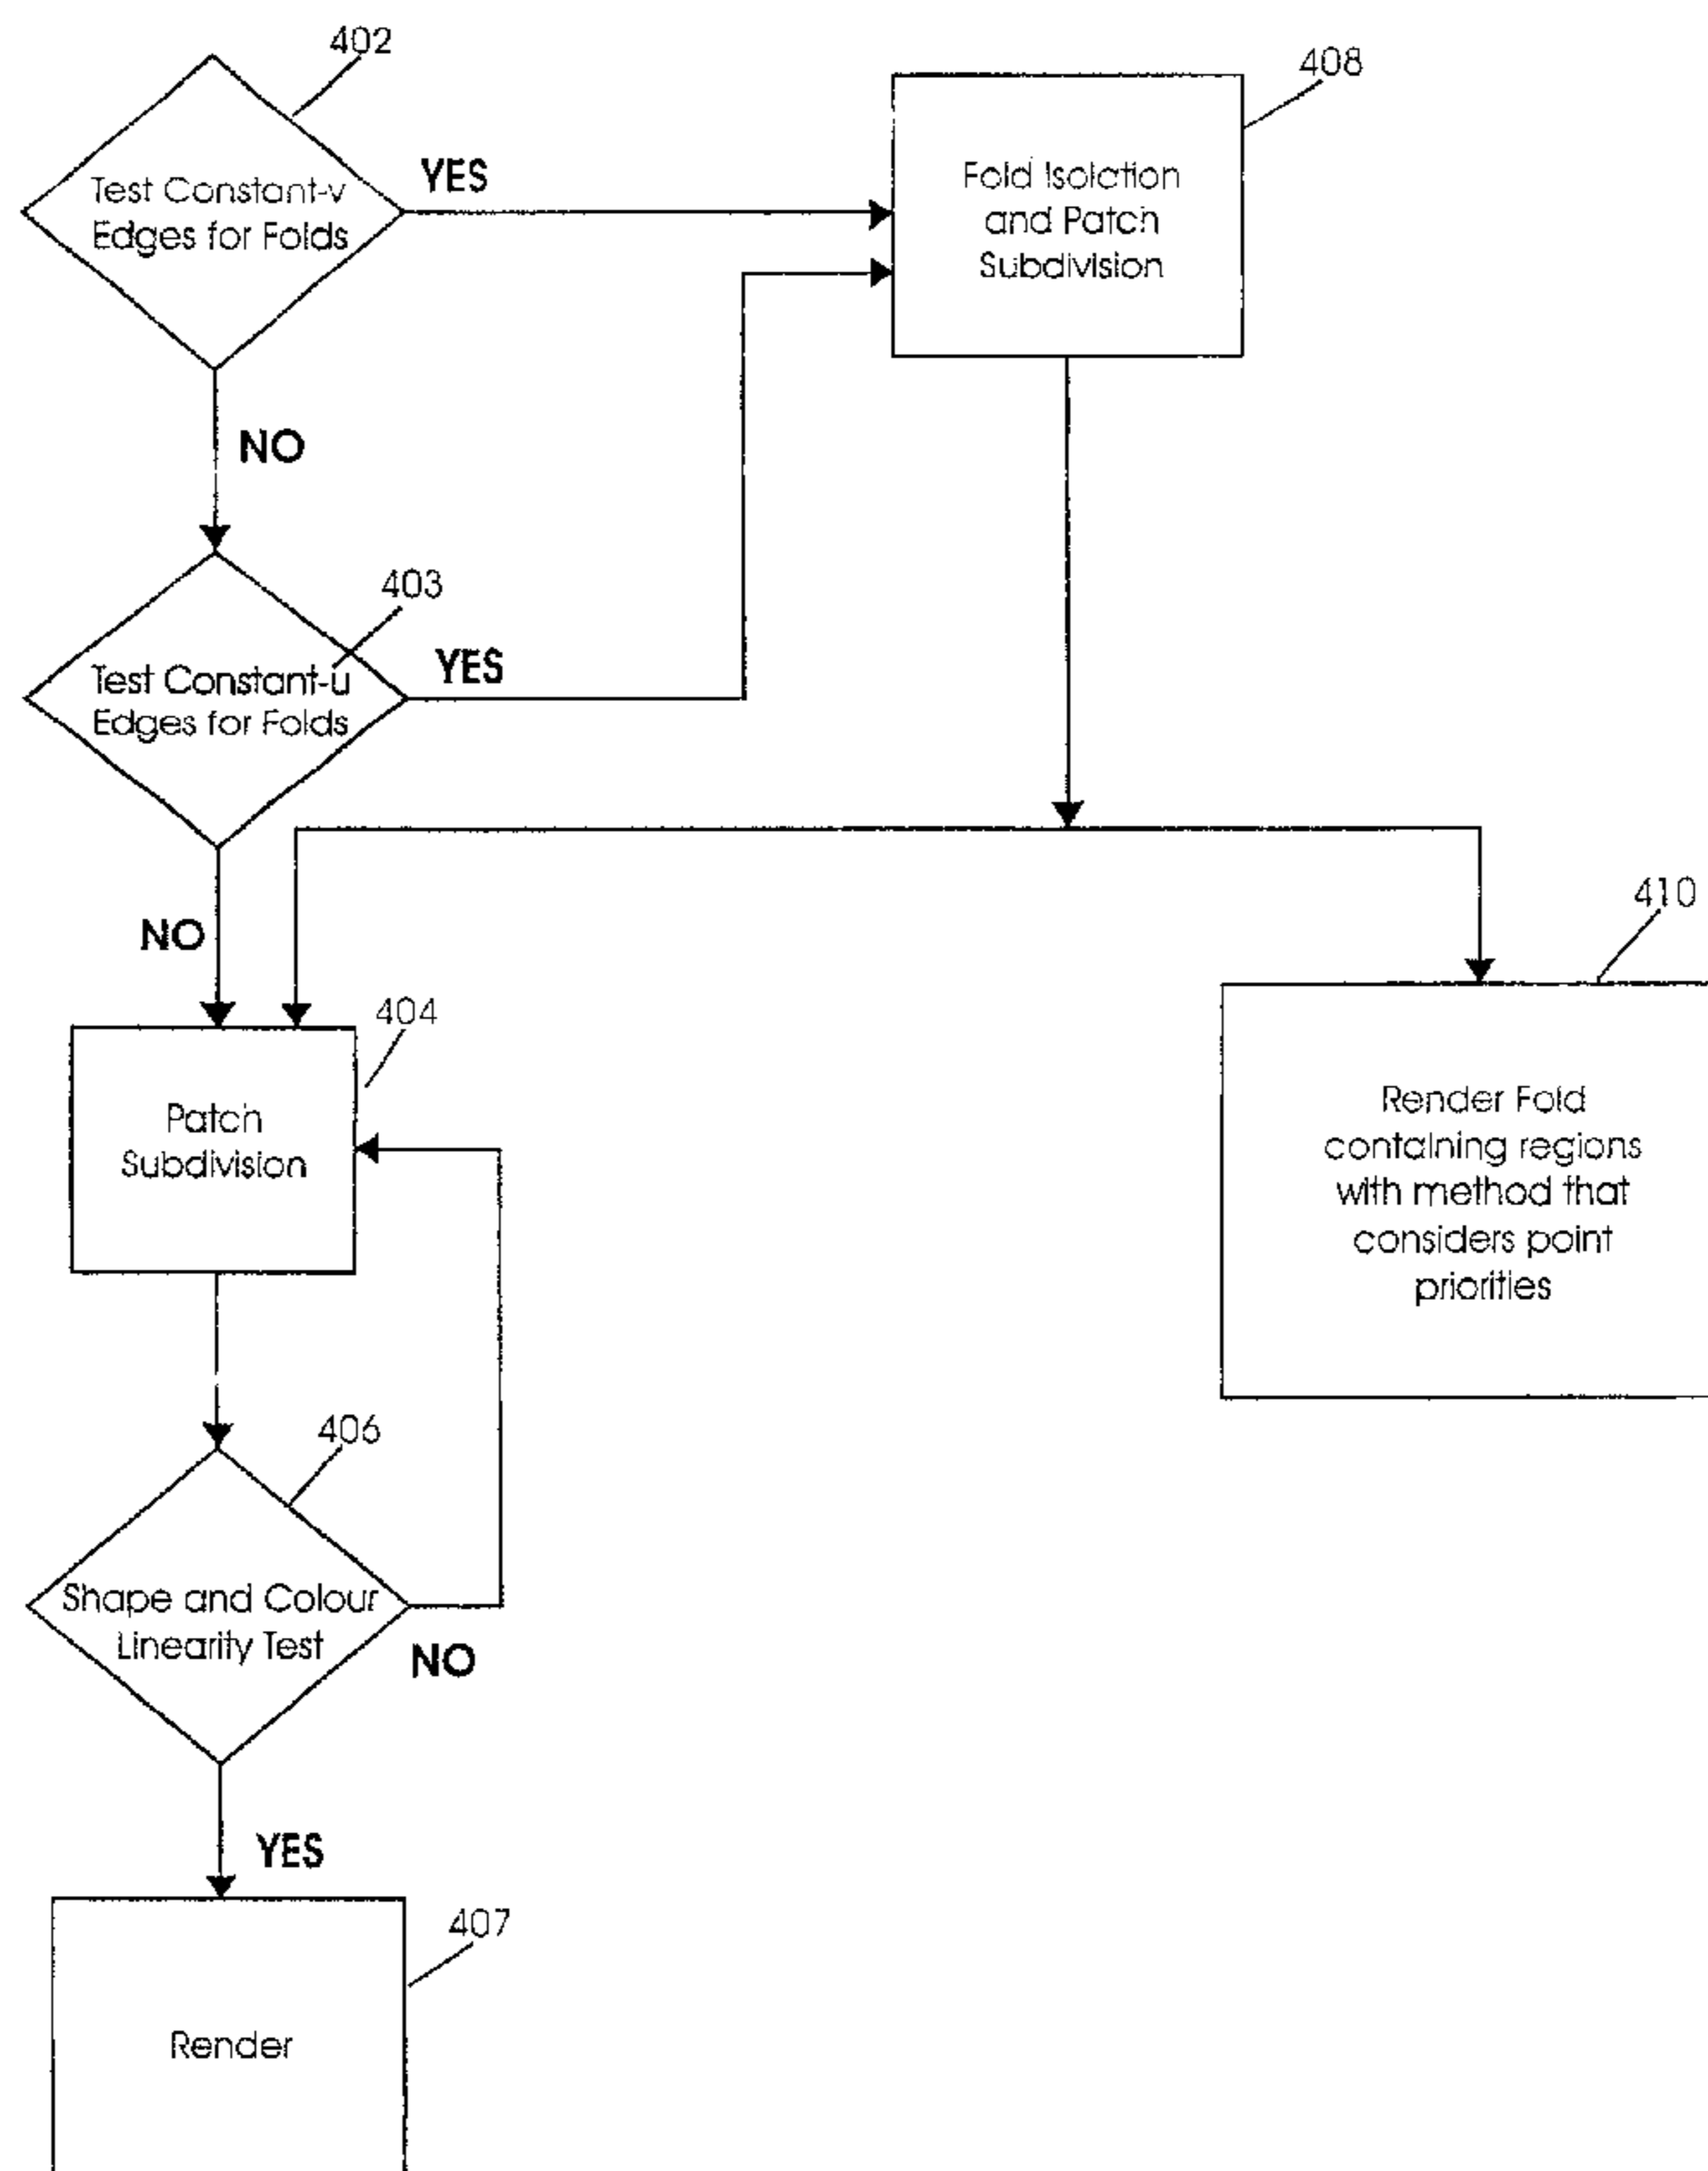 402
Test Constant-v
Edges for Folds
YES
408
Fold Isolation
and Patch
Subdivision
NO
403
Test Constant-u
Edges for Folds
YES
NO
404
Patch
Subdivision
410
Render Fold
containing regions
with method that
considers point
priorities
406
Shape and Colour
Linearity Test
NO
YES
407
Render